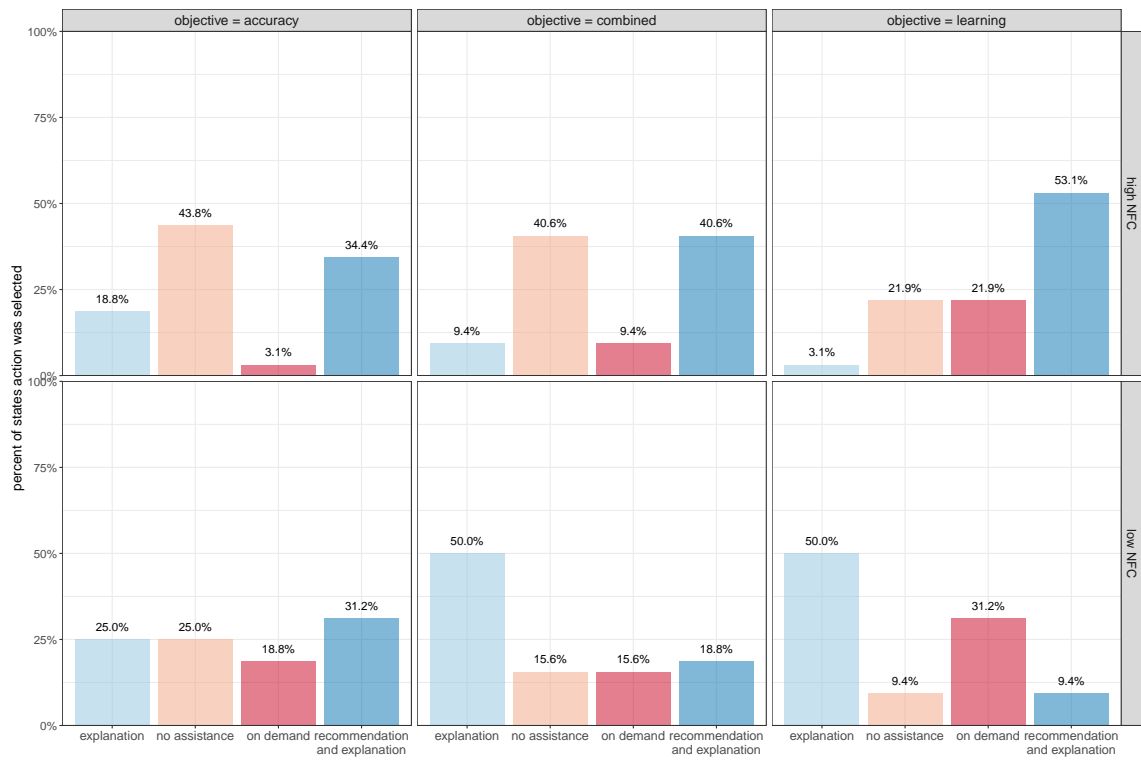 objective = accuracy
objective = combined
objective = learning
percent of states action was selected
100%
75%
50%
25%
0%
18.8%
43.8%
3.1%
34.4%
9.4%
40.6%
9.4%
40.6%
3.1%
21.9%
21.9%
53.1%
high NFC
100%
75%
50%
25%
0%
25.0%
25.0%
18.8%
31.2%
50.0%
15.6%
15.6%
18.8%
50.0%
9.4%
31.2%
9.4%
low NFC
explanation
no assistance
on demand
recommendation
and explanation
explanation
no assistance
on demand
recommendation
and explanation
explanation
no assistance
on demand
recommendation
and explanation